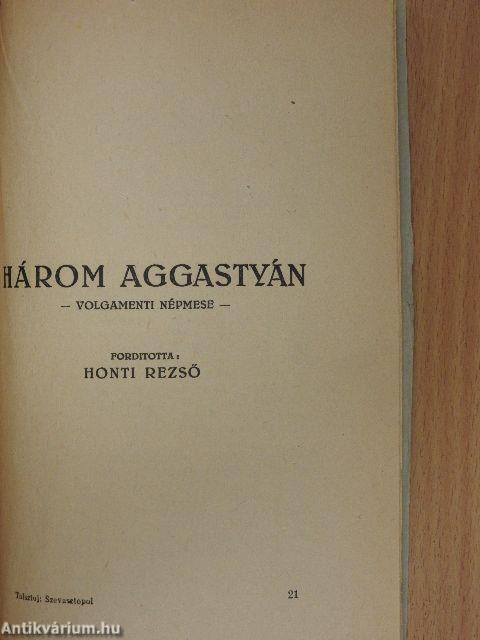 HÁROM AGGASTYÁN
— VOLGAMENTI NÉPMESE —
FORDITOTTA:
HONTI REZSŐ
Tolsztoj: Szevasztopol
21
Antikvárium.hu